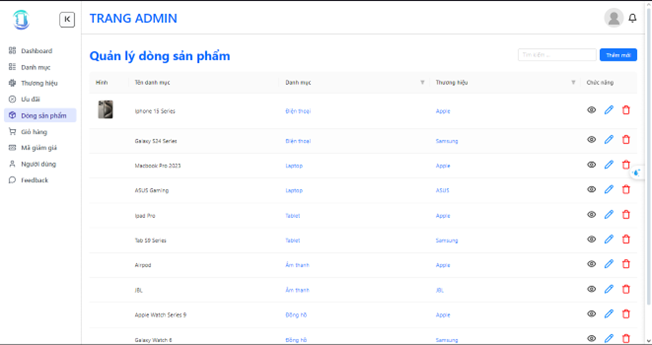 TRANG ADMIN
Dashboard
Danh mục
Thương hiệu
Ưu đãi
Dòng sản phẩm
Giỏ hàng
Mã giảm giá
Người dùng
Feedback
Quản lý dòng sản phẩm
Tìm kiếm ...
Thêm mới
Hình Tên danh mục Danh mục Thương hiệu Chức năng
Iphone 15 Series Điện thoại Apple
Galaxy S24 Series Điện thoại Samsung
Macbook Pro 2023 Laptop Apple
ASUS Gaming Laptop ASUS
Ipad Pro Tablet Apple
Tab S9 Series Tablet Samsung
Airpod Âm thanh Apple
JBL Âm thanh JBL
Apple Watch Series 9 Đồng hồ Apple
Galaxy Watch 6 Đồng hồ Samsung